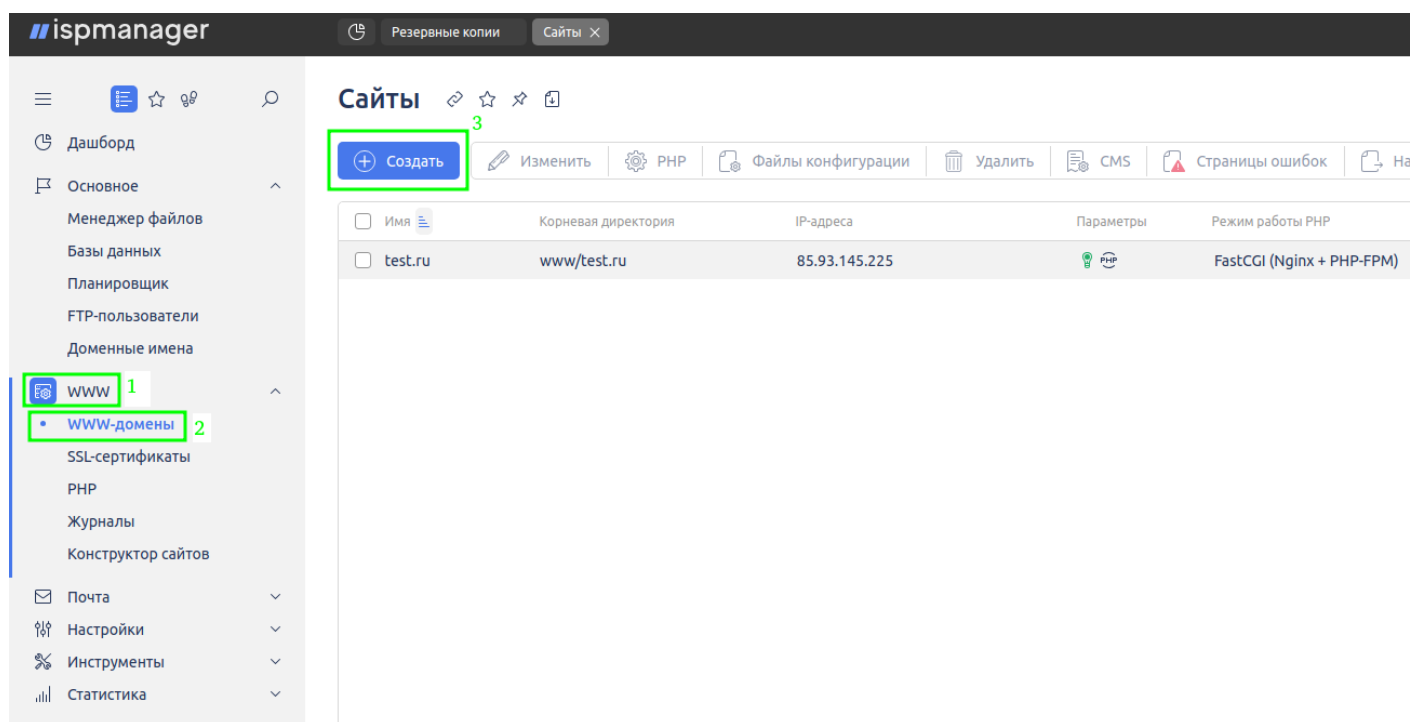 ispmanager
Резервные копии
Сайты
Сайты
3
Дашборд
Создать
Изменить
PHP
Файлы конфигурации
Удалить
CMS
Страницы ошибок
На
Основное
Менеджер файлов
Имя
Корневая директория
IP-адреса
Параметры
Режим работы PHP
Базы данных
test.ru
www/test.ru
85.93.145.225
PHP
FastCGI (Nginx + PHP-FPM)
Планировщик
FTP-пользователи
Доменные имена
WWW
1
WWW-домены
2
SSL-сертификаты
PHP
Журналы
Конструктор сайтов
Почта
Настройки
Инструменты
Статистика